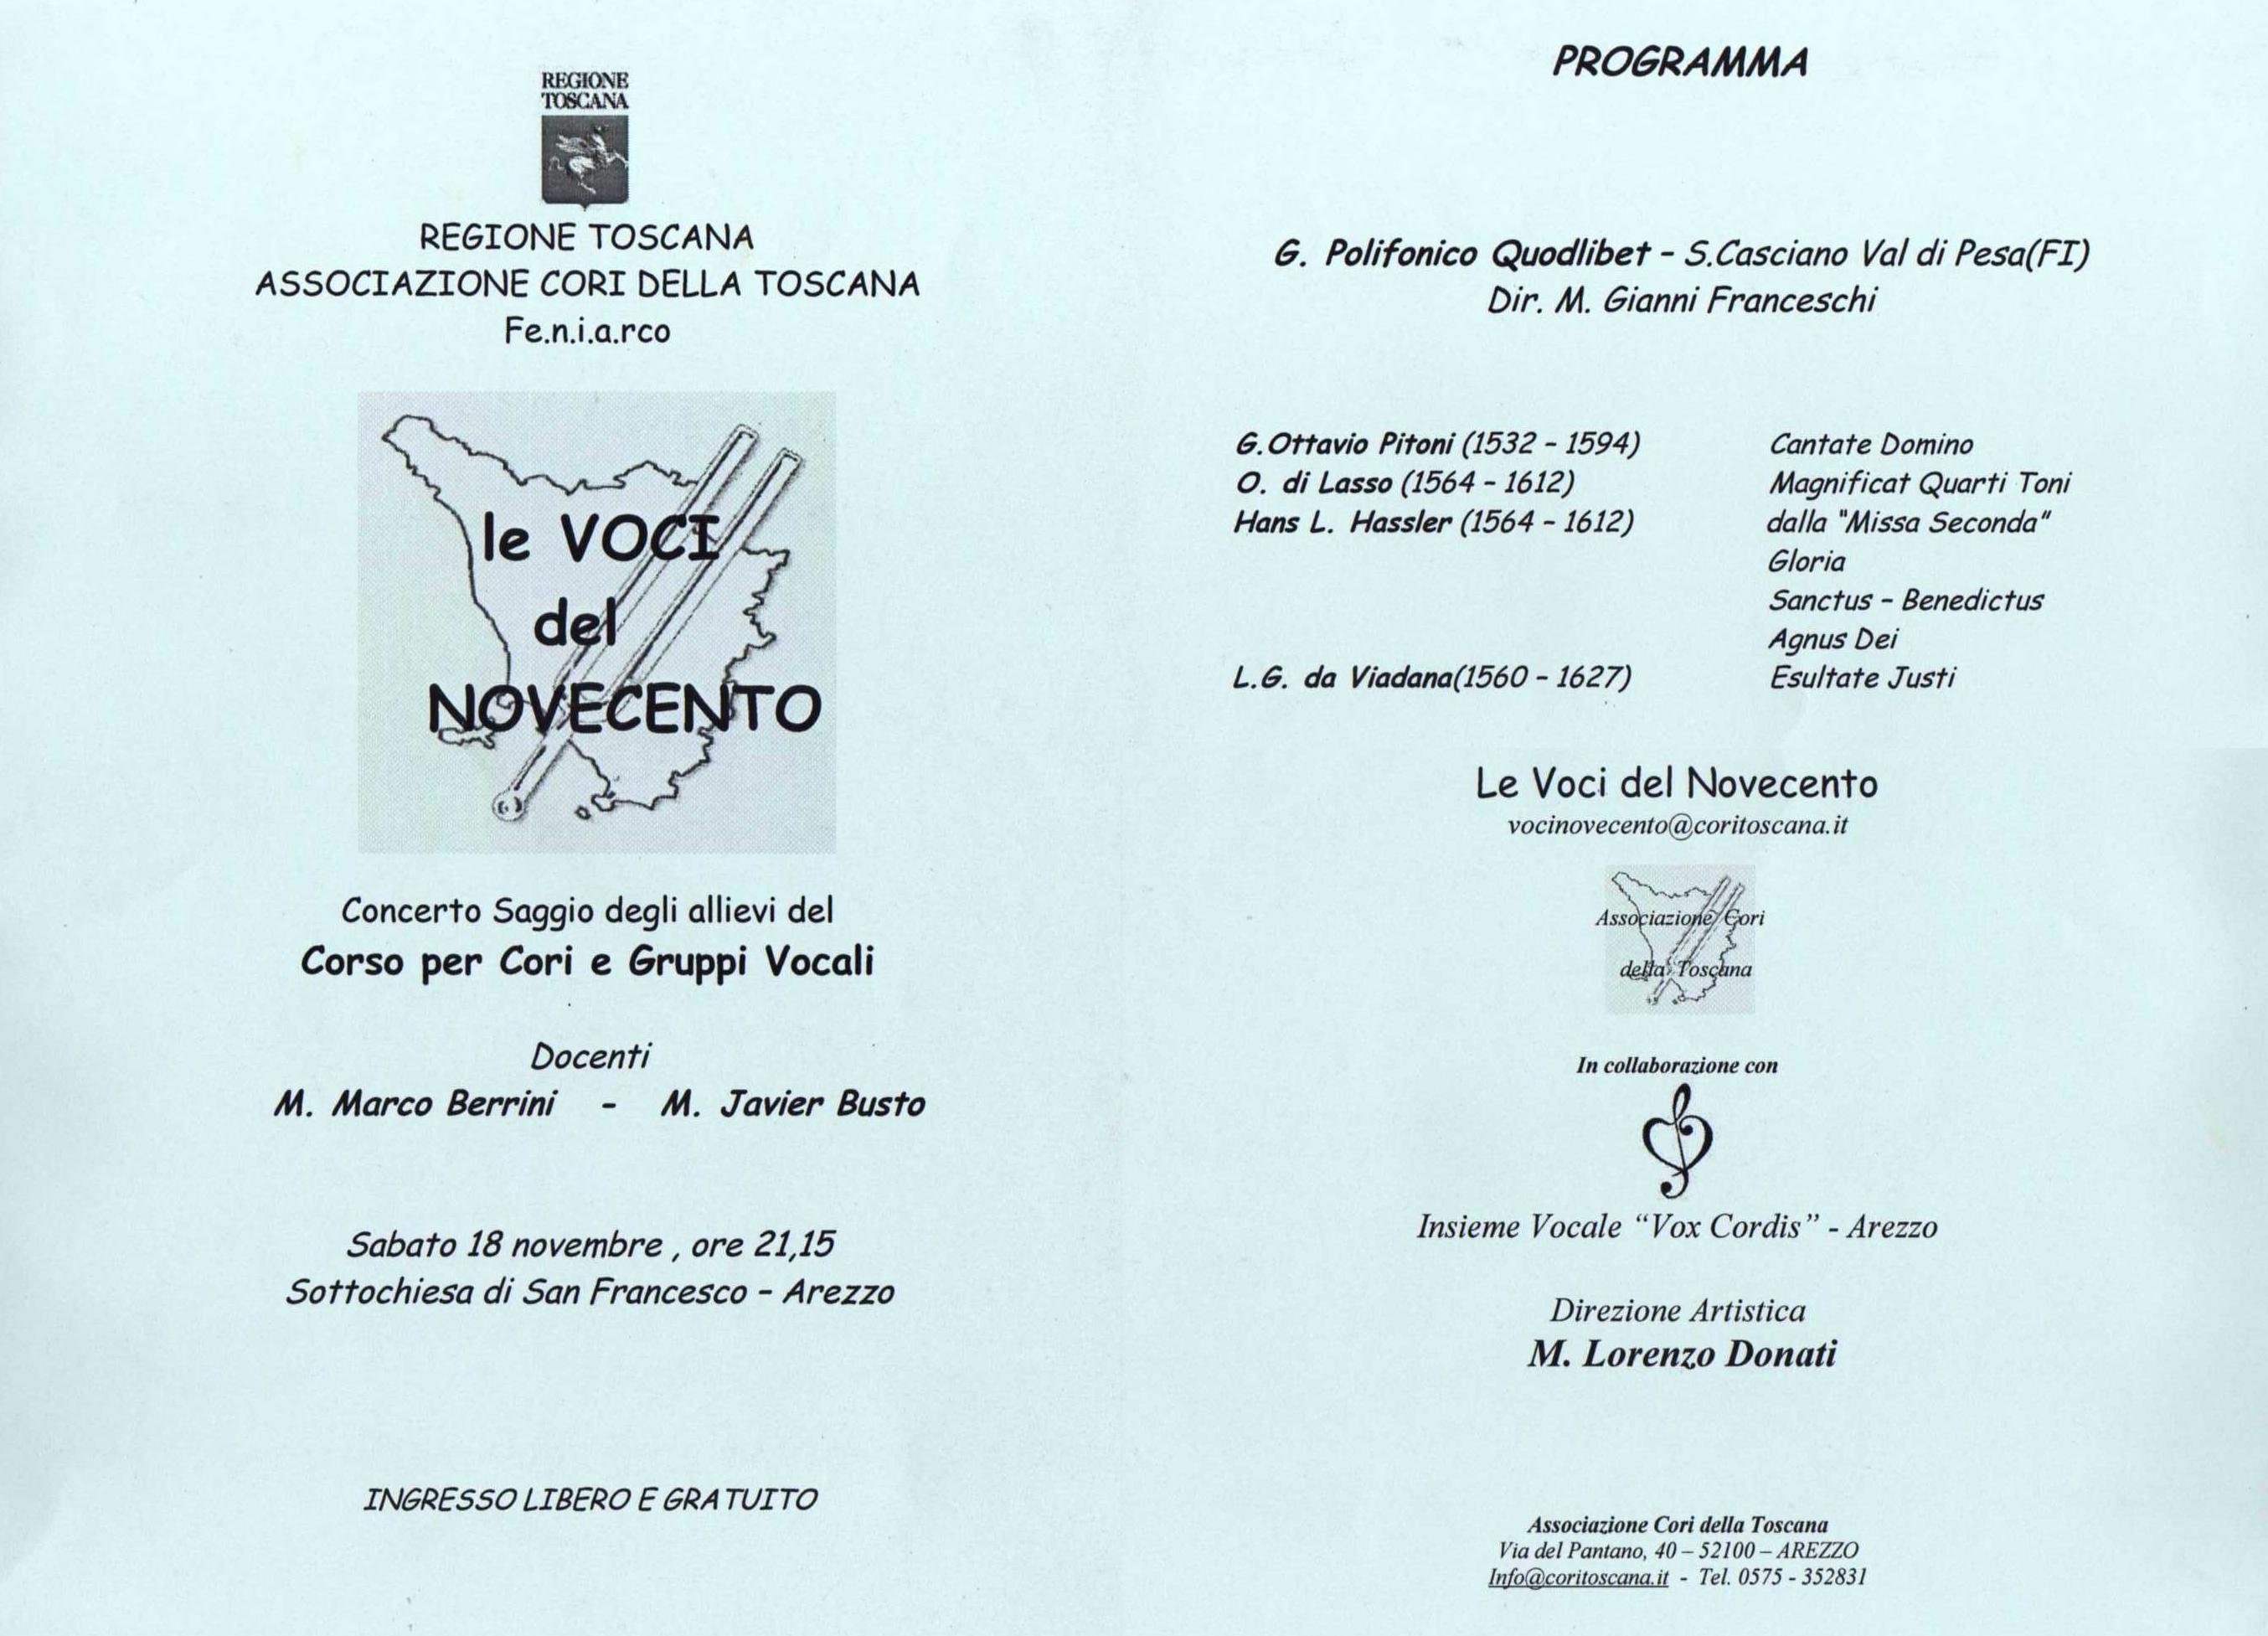 REGIONE
TOSCANA
REGIONE TOSCANA
ASSOCIAZIONE CORI DELLA TOSCANA
Fe.n.i.a.rco
le VOCI
del
NOVECENTO
Concerto Saggio degli allievi del
Corso per Cori e Gruppi Vocali
Docenti
M. Marco Berrini - M. Javier Busto
Sabato 18 novembre , ore 21,15
Sottochiesa di San Francesco - Arezzo
INGRESSO LIBERO E GRATUITO
PROGRAMMA
G. Polifonico Quodlibet - S.Casciano Val di Pesa(FI)
Dir. M. Gianni Franceschi
G.Ottavio Pitoni (1532 - 1594) Cantate Domino
O. di Lasso (1564 - 1612) Magnificat Quarti Toni
Hans L. Hassler (1564 - 1612) dalla "Missa Seconda"
Gloria
Sanctus - Benedictus
Agnus Dei
L.G. da Viadana(1560 - 1627) Esultate Justi
Le Voci del Novecento
vocinovecento@coritoscana.it
Associazione Cori
della Toscana
In collaborazione con
Insieme Vocale “Vox Cordis” - Arezzo
Direzione Artistica
M. Lorenzo Donati
Associazione Cori della Toscana
Via del Pantano, 40 – 52100 – AREZZO
Info@coritoscana.it - Tel. 0575 - 352831